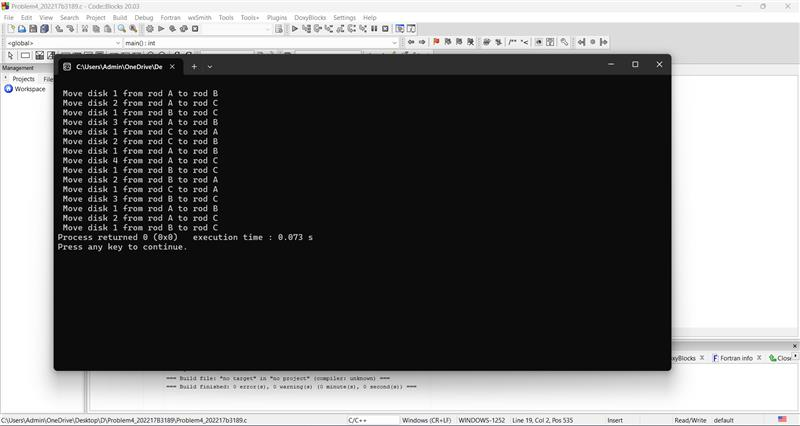 Problem4_202217b3189.c - Code::Blocks 20.03
File Edit View Search Project Build Debug Fortran wxSmith Tools Tools+ Plugins DoxyBlocks Settings Help
<global> main() : int
Management
Projects File
Workspace
C:\Users\Admin\OneDrive\De
Move disk 1 from rod A to rod B
Move disk 2 from rod A to rod C
Move disk 1 from rod B to rod C
Move disk 3 from rod A to rod B
Move disk 1 from rod C to rod A
Move disk 2 from rod C to rod B
Move disk 1 from rod A to rod B
Move disk 4 from rod A to rod C
Move disk 1 from rod B to rod C
Move disk 2 from rod B to rod A
Move disk 1 from rod C to rod A
Move disk 3 from rod B to rod C
Move disk 1 from rod A to rod B
Move disk 2 from rod A to rod C
Move disk 1 from rod B to rod C
Process returned 0 (0x0)   execution time : 0.073 s
Press any key to continue.
oxyBlocks Fortran info Close
=== Build file: "no target" in "no project" (compiler: unknown) ===
=== Build finished: 0 error(s), 0 warning(s) (0 minute(s), 0 second(s)) ===
C:\Users\Admin\OneDrive\Desktop\D\Problem4_202217B3189\Problem4_202217b3189.c C/C++ Windows (CR+LF) WINDOWS-1252 Line 19, Col 2, Pos 535 Insert Read/Write default